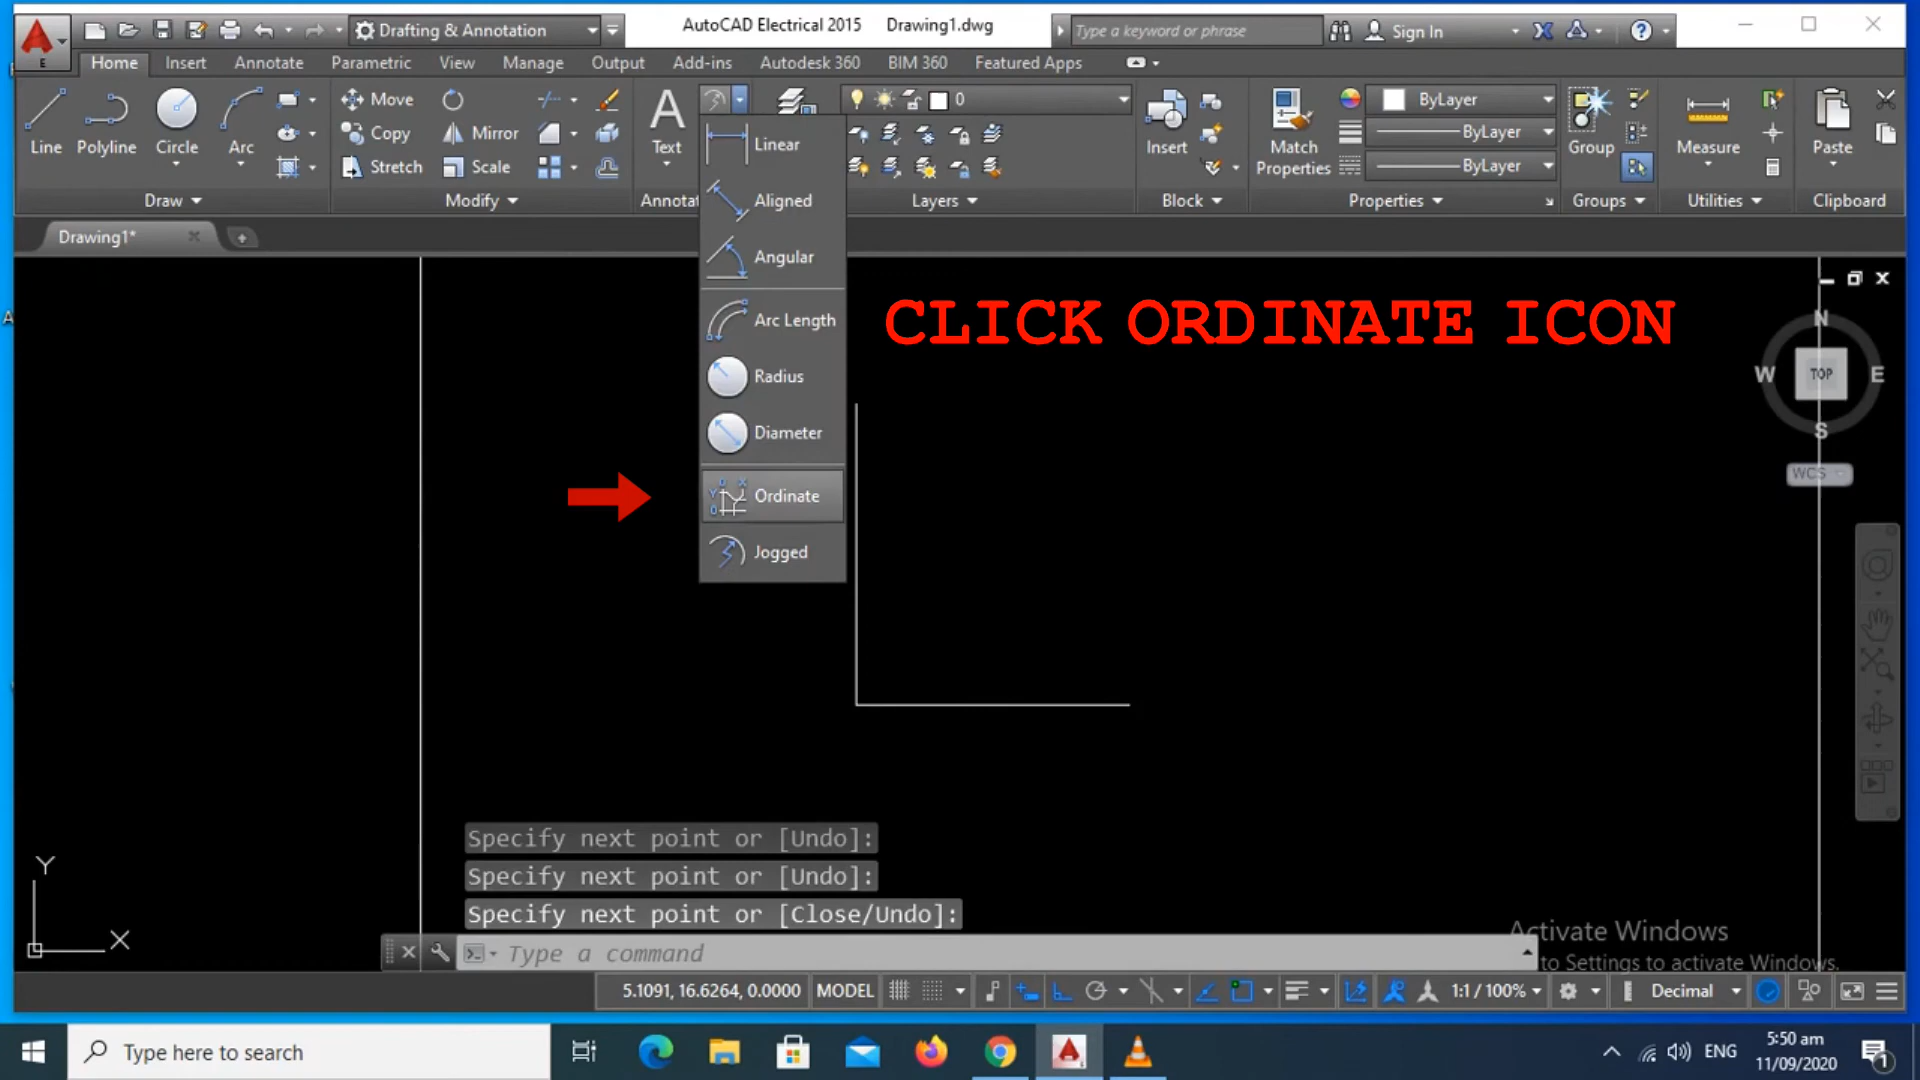 Drafting & Annotation
AutoCAD Electrical 2015 Drawing1.dwg
Type a keyword or phrase
Sign In
E
Home Insert Annotate Parametric View Manage Output Add-ins Autodesk 360 BIM 360 Featured Apps
Line Polyline Circle Arc
Move
Copy Mirror
Stretch Scale
Text
0
Insert
Match Properties
ByLayer
ByLayer
ByLayer
Group
Measure
Paste
Draw Modify Annotat Layers Block Properties Groups Utilities Clipboard
Drawing1*
Linear
Aligned
Angular
Arc Length
Radius
Diameter
Ordinate
Jogged
CLICK ORDINATE ICON
N
W TOP E
S
WCS
Specify next point or [Undo]:
Specify next point or [Undo]:
Specify next point or [Close/Undo]:
Y
X
Type a command
Activate Windows
to Settings to activate Windows.
5.1091, 16.6264, 0.0000 MODEL 1:1 / 100% Decimal
Type here to search
ENG
5:50 am
11/09/2020
1